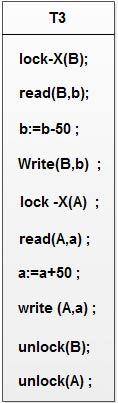 T3
lock-X(B);
read(B,b);
b:=b-50 ;
Write(B,b)  ;
lock -X(A)  ;
read(A,a) ;
a:=a+50 ;
write (A,a) ;
unlock(B);
unlock(A) ;